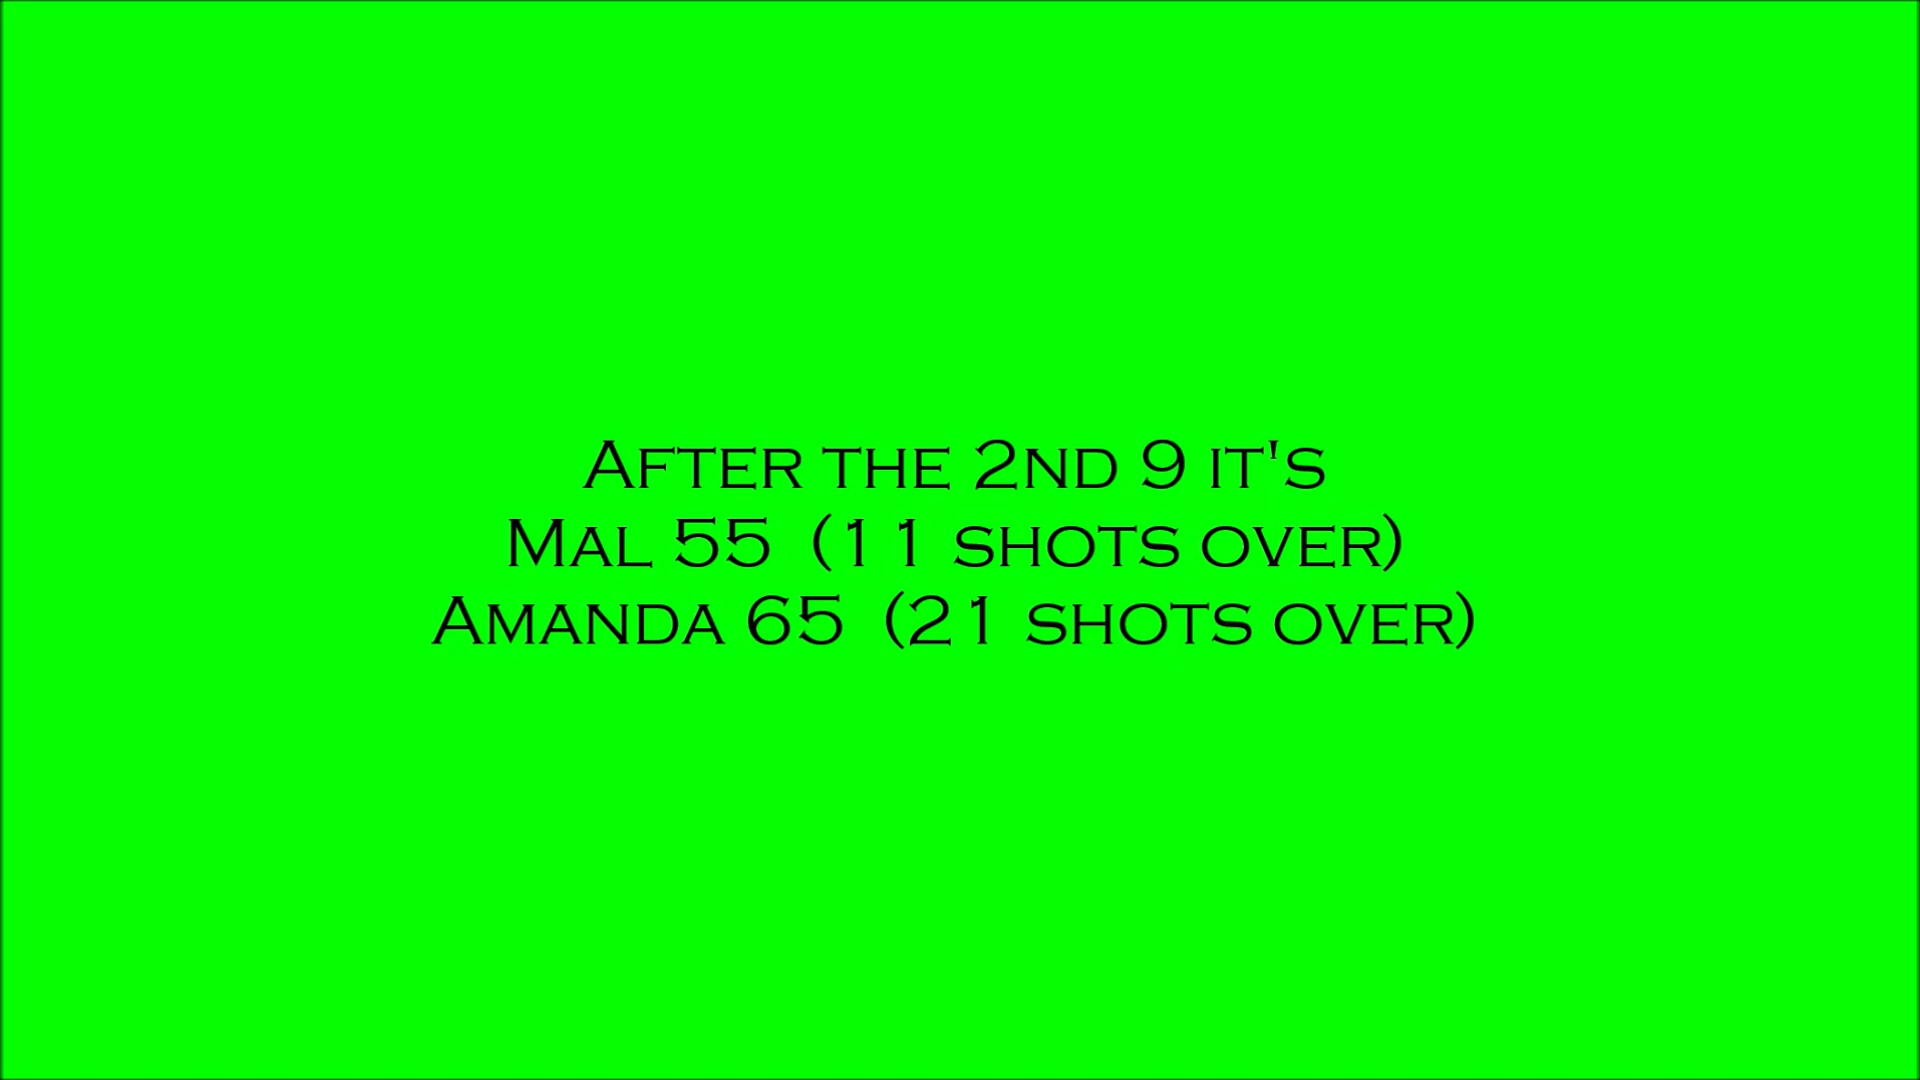 After the 2nd 9 it's
Mal 55  (11 shots over)
Amanda 65  (21 shots over)